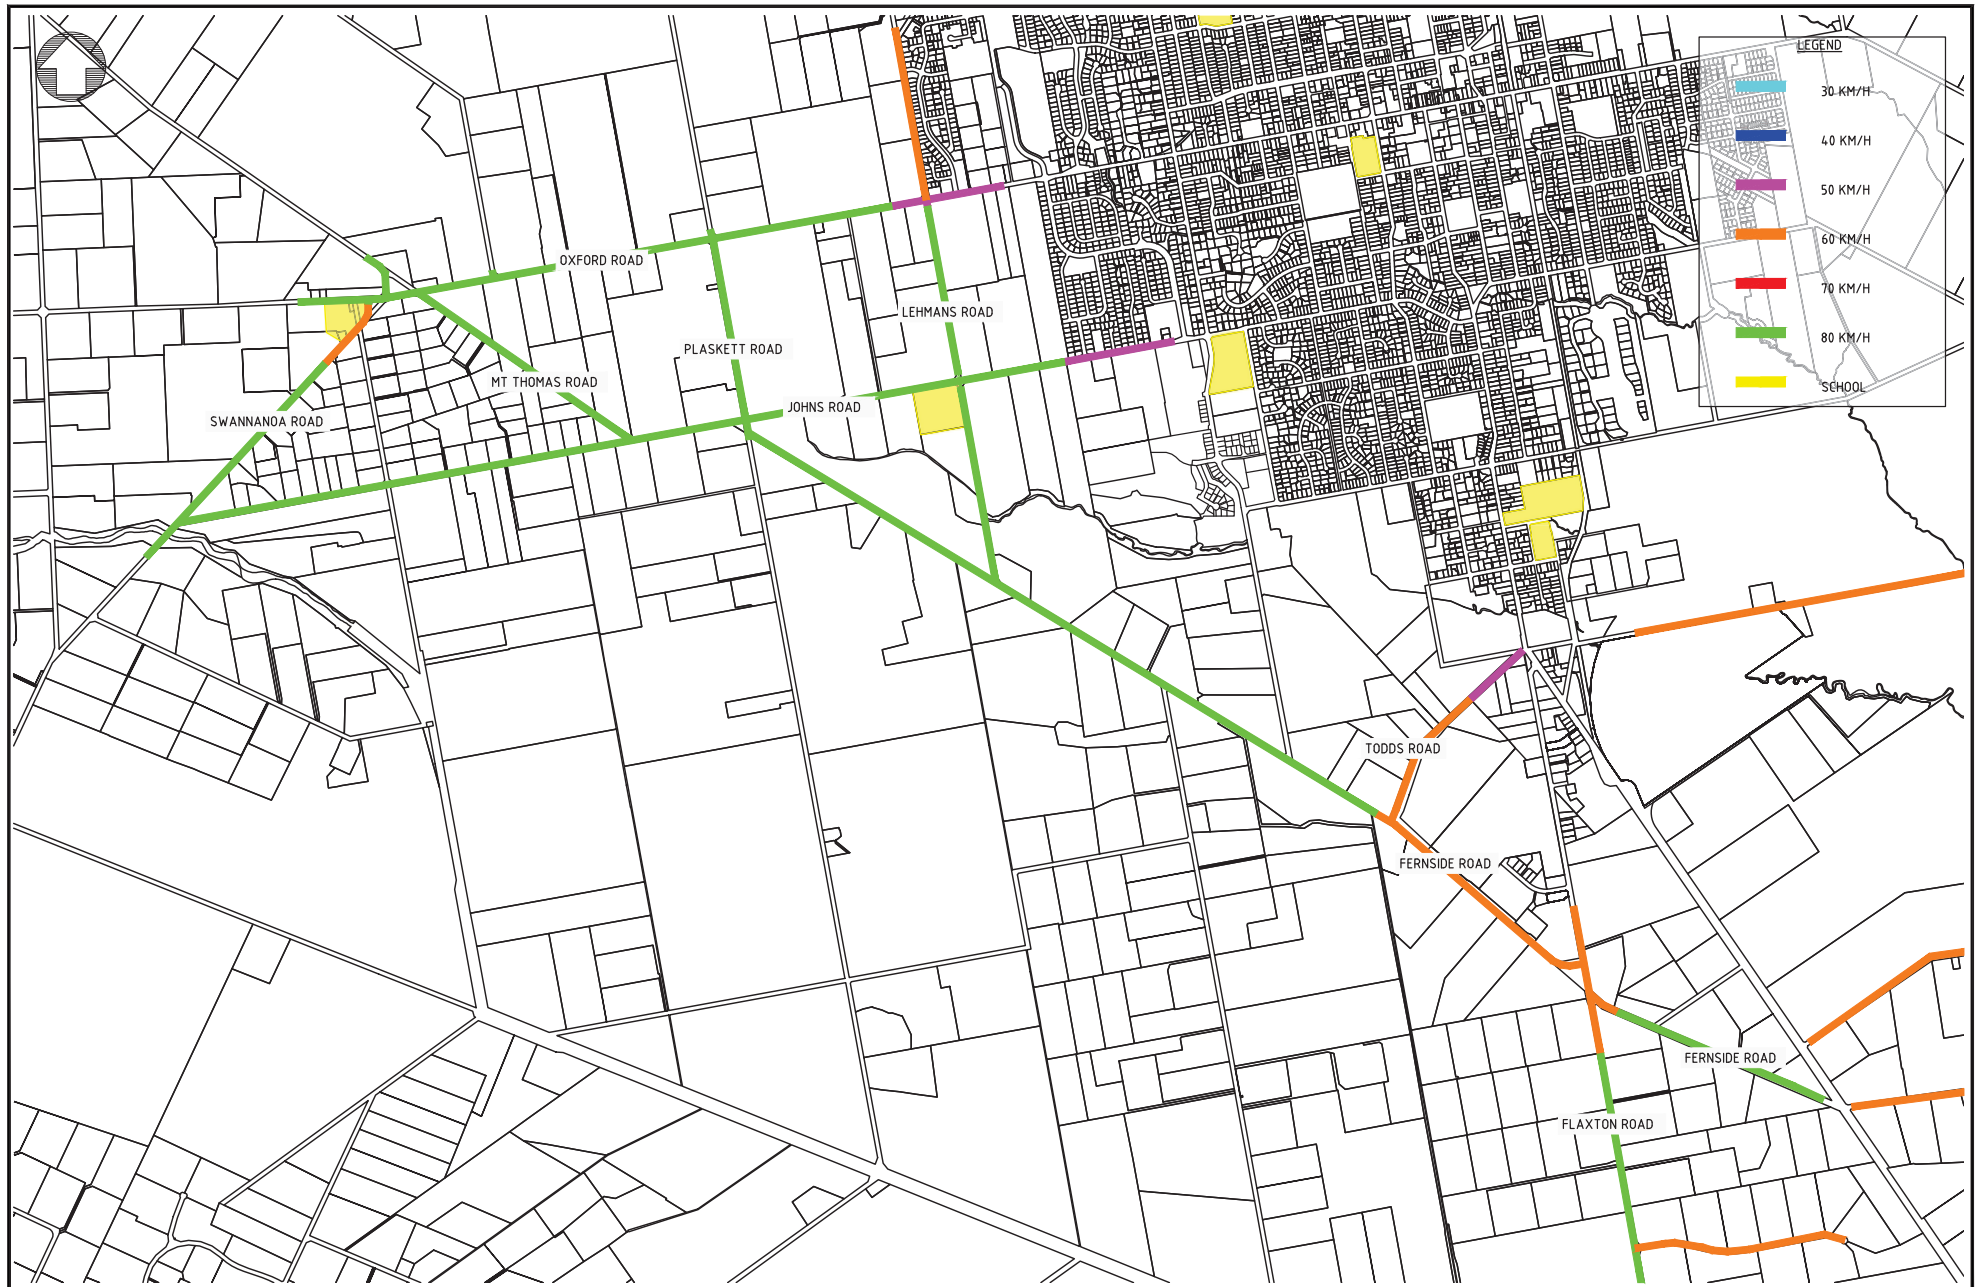 LEGEND
30 KM/H
40 KM/H
50 KM/H
60 KM/H
70 KM/H
80 KM/H
SCHOOL
OXFORD ROAD
LEHMANS ROAD
PLASKETT ROAD
MT THOMAS ROAD
JOHNS ROAD
SWANNANOA ROAD
TODDS ROAD
FERNSIDE ROAD
FERNSIDE ROAD
FLAXTON ROAD